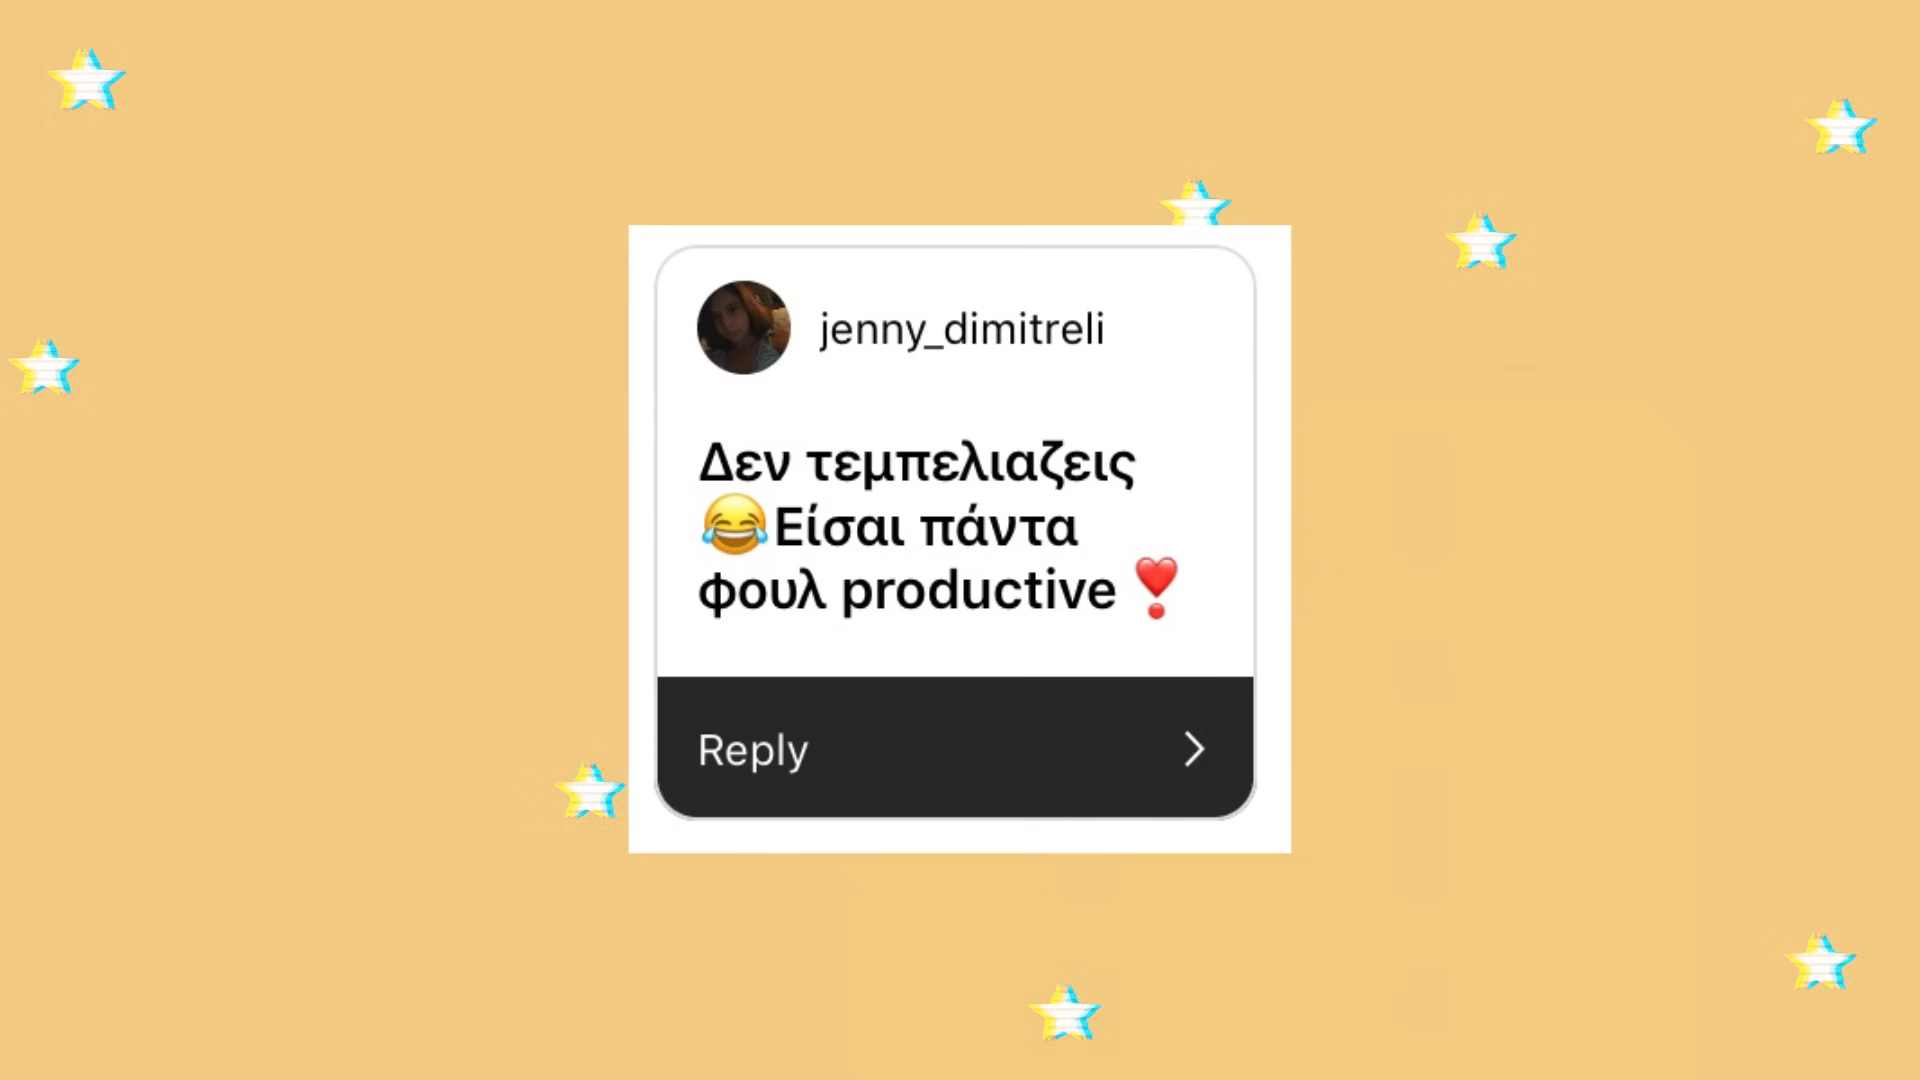 jenny_dimitreli
Δεν τεμπελιαζεις
😂Είσαι πάντα
φουλ productive ❣️
Reply